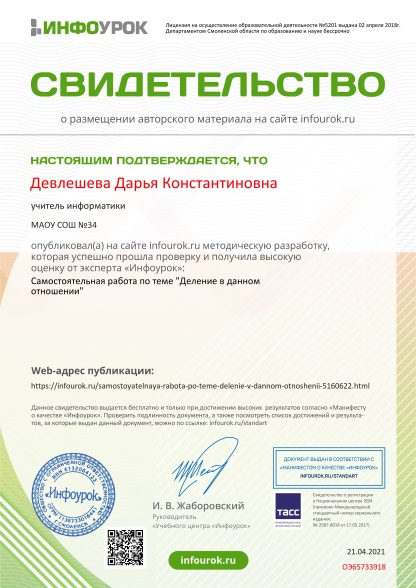 ИНФОУРОК
Лицензия на осуществление образовательной деятельности №5201 выдана 02 апреля 2018г.
Департаментом Смоленской области по образованию и науке бессрочно
СВИДЕТЕЛЬСТВО
о размещении авторского материала на сайте infourok.ru
НАСТОЯЩИМ ПОДТВЕРЖДАЕТСЯ, ЧТО
Девлешева Дарья Константиновна
учитель информатики
МАОУ СОШ №34
опубликовал(а) на сайте infourok.ru методическую разработку,
которая успешно прошла проверку и получила высокую
оценку от эксперта «Инфоурок»:
Самостоятельная работа по теме "Деление в данном
отношении"
Web-адрес публикации:
https://infourok.ru/samostoyatelnaya-rabota-po-teme-delenie-v-dannom-otnoshenii-5160622.html
Данное свидетельство выдается бесплатно и только при достижении высоких результатов согласно «Манифесту
о качестве «Инфоурок». Проверить подлинность документа, а также посмотреть список достижений и результа-
тов, за которые выдан данный документ, можно по ссылке: infourok.ru/standart
«Инфоурок»
И. В. Жаборовский
Руководитель
«Учебного центра «Инфоурок»
ДОКУМЕНТ ВЫДАН В СООТВЕТСТВИИ С
«МАНИФЕСТОМ О КАЧЕСТВЕ «ИНФОУРОК»
INFOUROK.RU/STANDART
ТАСС
Свидетельство о регистрации
в Национальном центре ISSN
(присвоен Международный
стандартный номер сериального
издания:
№ 2587-8018 от 17.05.2017)
infourok.ru
21.04.2021
ОЭ65733918